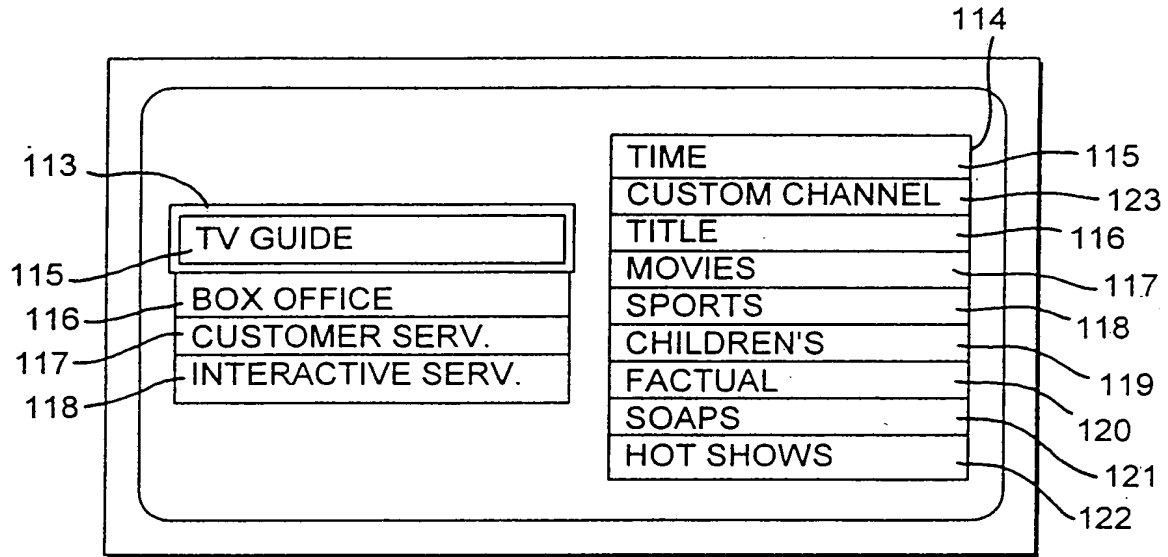 114
113
TV GUIDE
115
BOX OFFICE
116
CUSTOMER SERV.
117
INTERACTIVE SERV.
118
TIME
115
CUSTOM CHANNEL
123
TITLE
116
MOVIES
117
SPORTS
118
CHILDREN'S
119
FACTUAL
120
SOAPS
121
HOT SHOWS
122